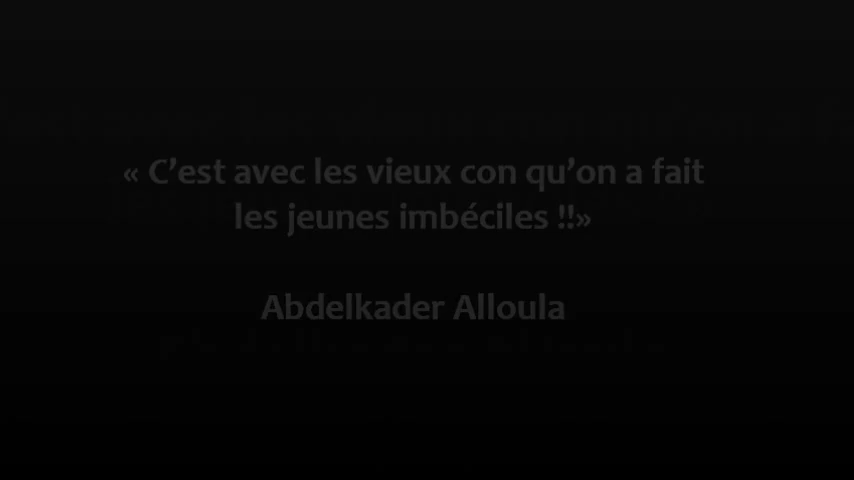 « C’est avec les vieux con qu’on a fait
les jeunes imbéciles !!»
Abdelkader Alloula